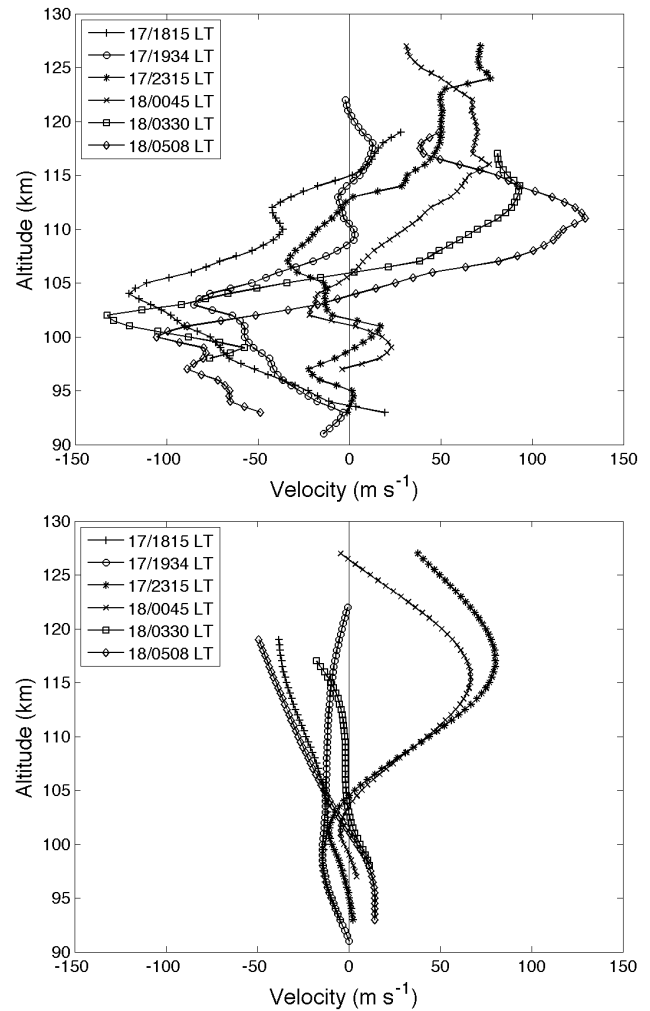 130
125
120
115
110
105
100
95
90
Altitude (km)
17/1815 LT
17/1934 LT
17/2315 LT
18/0045 LT
18/0330 LT
18/0508 LT
-150 -100 -50 0 50 100 150
Velocity (m s⁻¹)
130
125
120
115
110
105
100
95
90
Altitude (km)
17/1815 LT
17/1934 LT
17/2315 LT
18/0045 LT
18/0330 LT
18/0508 LT
-150 -100 -50 0 50 100 150
Velocity (m s⁻¹)